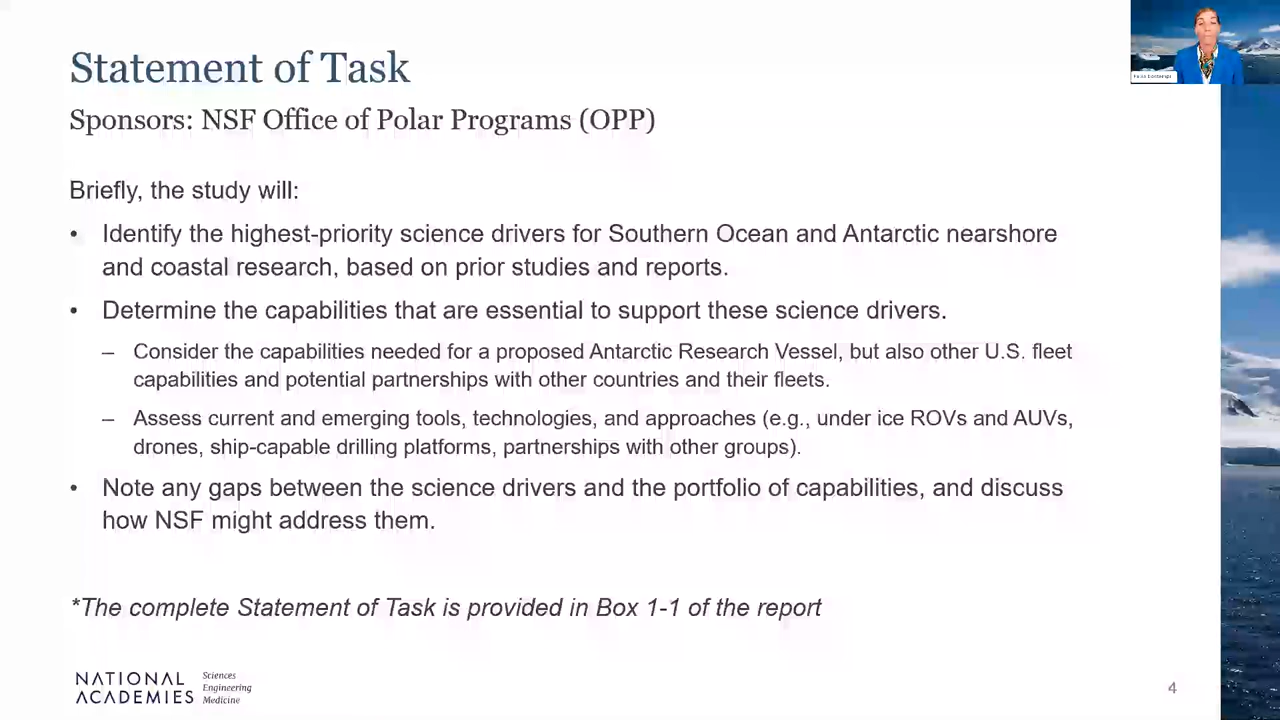 Statement of Task
Sponsors: NSF Office of Polar Programs (OPP)
Briefly, the study will:
• Identify the highest-priority science drivers for Southern Ocean and Antarctic nearshore
and coastal research, based on prior studies and reports.
• Determine the capabilities that are essential to support these science drivers.
– Consider the capabilities needed for a proposed Antarctic Research Vessel, but also other U.S. fleet
capabilities and potential partnerships with other countries and their fleets.
– Assess current and emerging tools, technologies, and approaches (e.g., under ice ROVs and AUVs,
drones, ship-capable drilling platforms, partnerships with other groups).
• Note any gaps between the science drivers and the portfolio of capabilities, and discuss
how NSF might address them.
*The complete Statement of Task is provided in Box 1-1 of the report
NATIONAL
ACADEMIES
Sciences
Engineering
Medicine
4